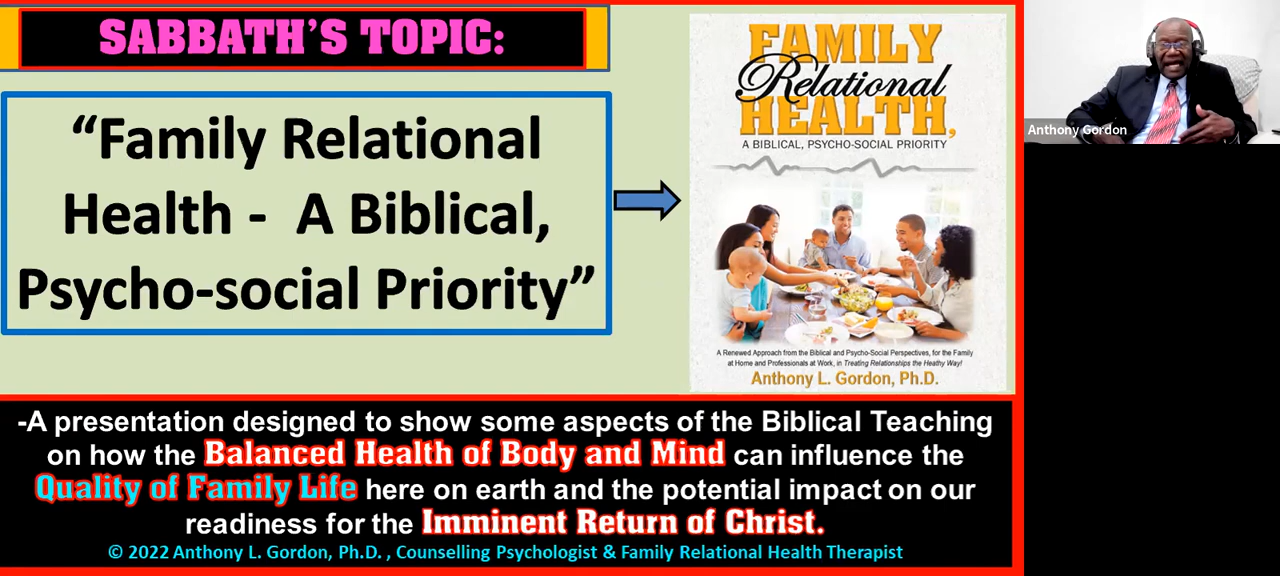 SABBATH'S TOPIC:
“Family Relational
Health - A Biblical,
Psycho-social Priority”
FAMILY
Relational
HEALTH,
A BIBLICAL, PSYCHO-SOCIAL PRIORITY
A Renewed Approach from the Biblical and Psycho-Social Perspectives, for the Family
at Home and Professionals at Work, in Treating Relationships the Heathy Way!
Anthony L. Gordon, Ph.D.
Anthony Gordon
-A presentation designed to show some aspects of the Biblical Teaching
on how the Balanced Health of Body and Mind can influence the
Quality of Family Life here on earth and the potential impact on our
readiness for the Imminent Return of Christ.
© 2022 Anthony L. Gordon, Ph.D. , Counselling Psychologist & Family Relational Health Therapist